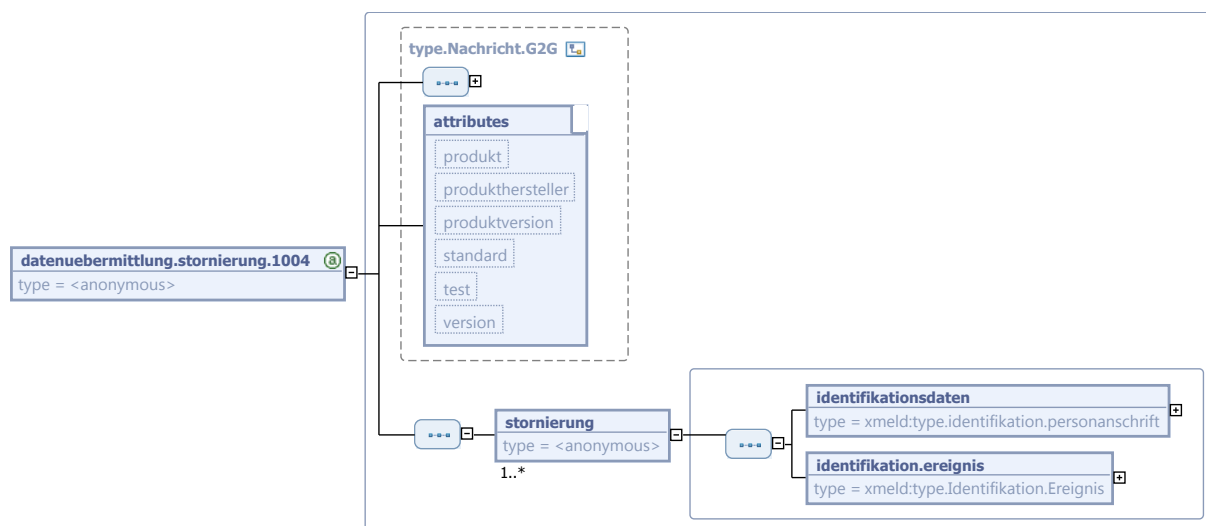 type.Nachricht.G2G
attributes
produkt
produkthersteller
produktversion
standard
test
version
datenuebermittlung.stornierung.1004 a
type = <anonymous>
stornierung
type = <anonymous>
1..*
identifikationsdaten
type = xmeld:type.identifikation.personanschrift
identifikation.ereignis
type = xmeld:type.Identifikation.Ereignis